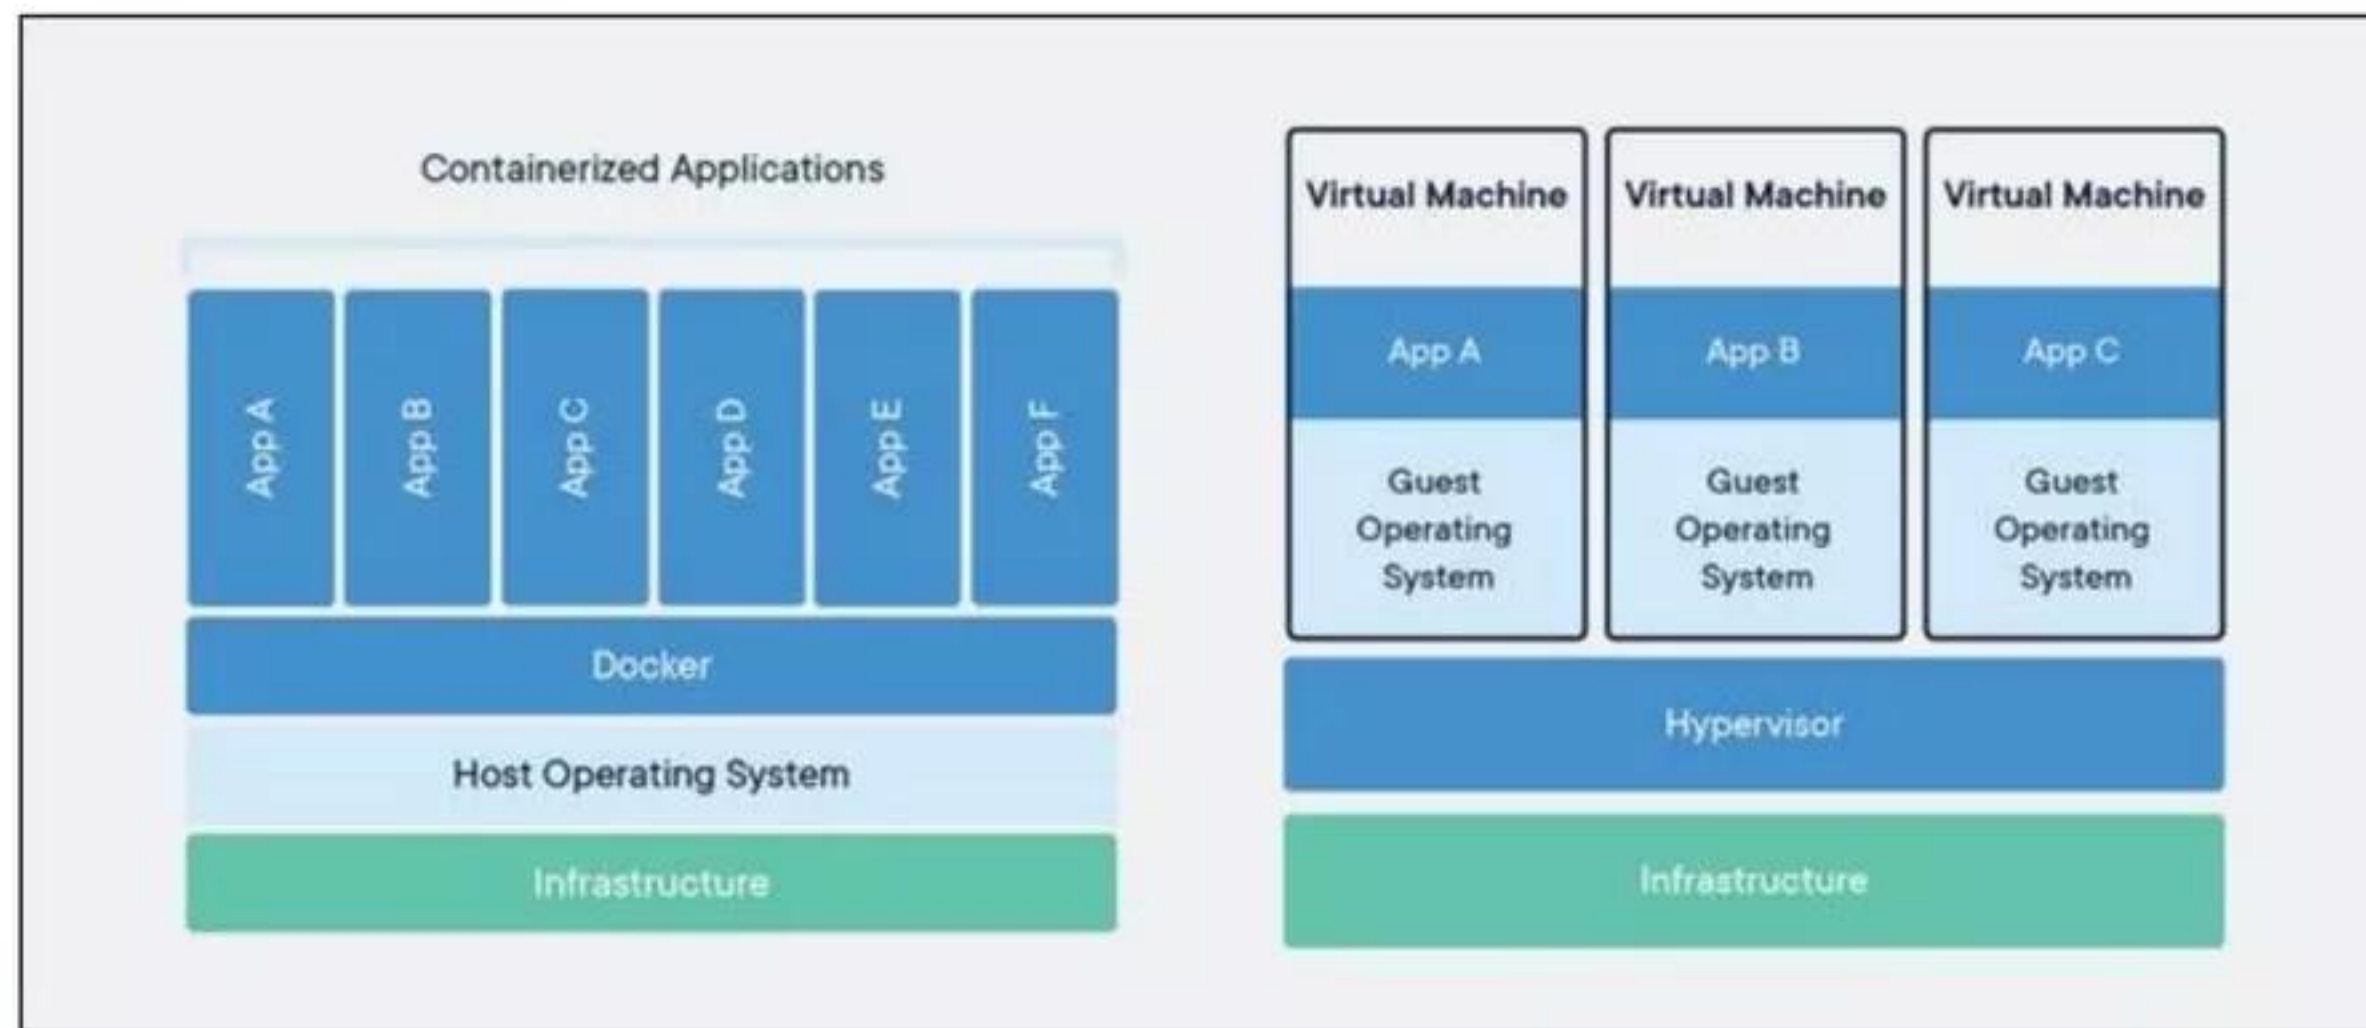 Containerized Applications
App A
App B
App C
App D
App E
App F
Docker
Host Operating System
Infrastructure
Virtual Machine
App A
Guest
Operating
System
Virtual Machine
App B
Guest
Operating
System
Virtual Machine
App C
Guest
Operating
System
Hypervisor
Infrastructure